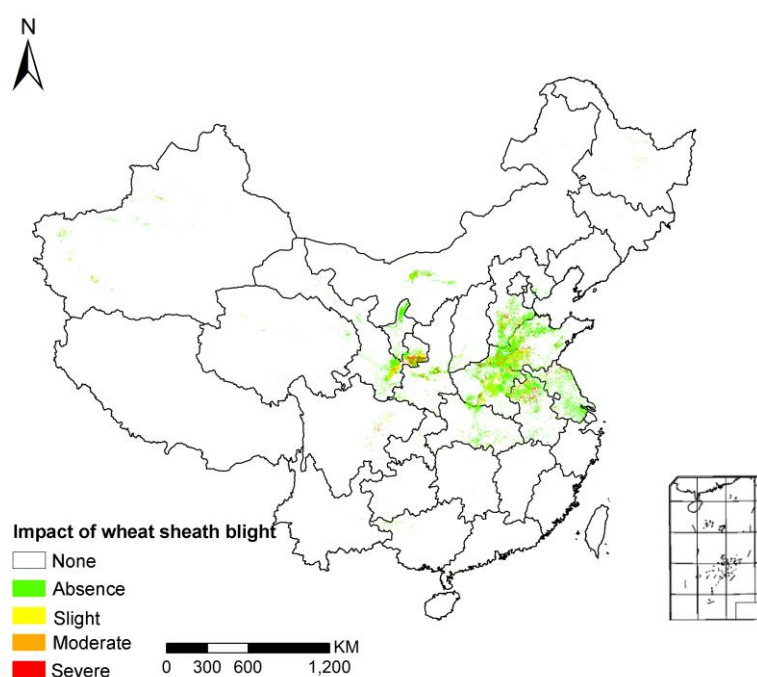 N
Impact of wheat sheath blight
None
Absence
Slight
Moderate
Severe
KM
0 300 600 1,200